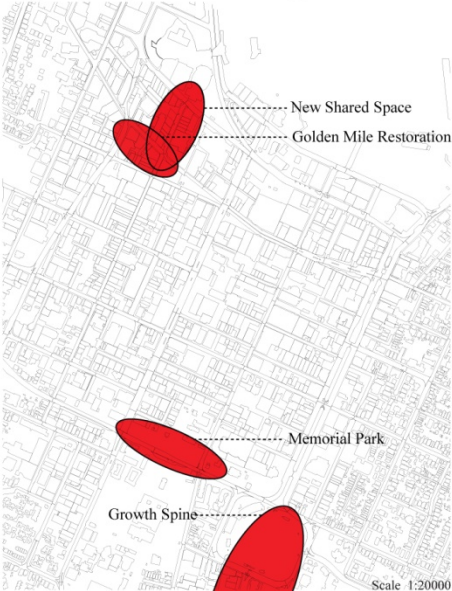 New Shared Space
Golden Mile Restoration
Memorial Park
Growth Spine
Scale 1:20000